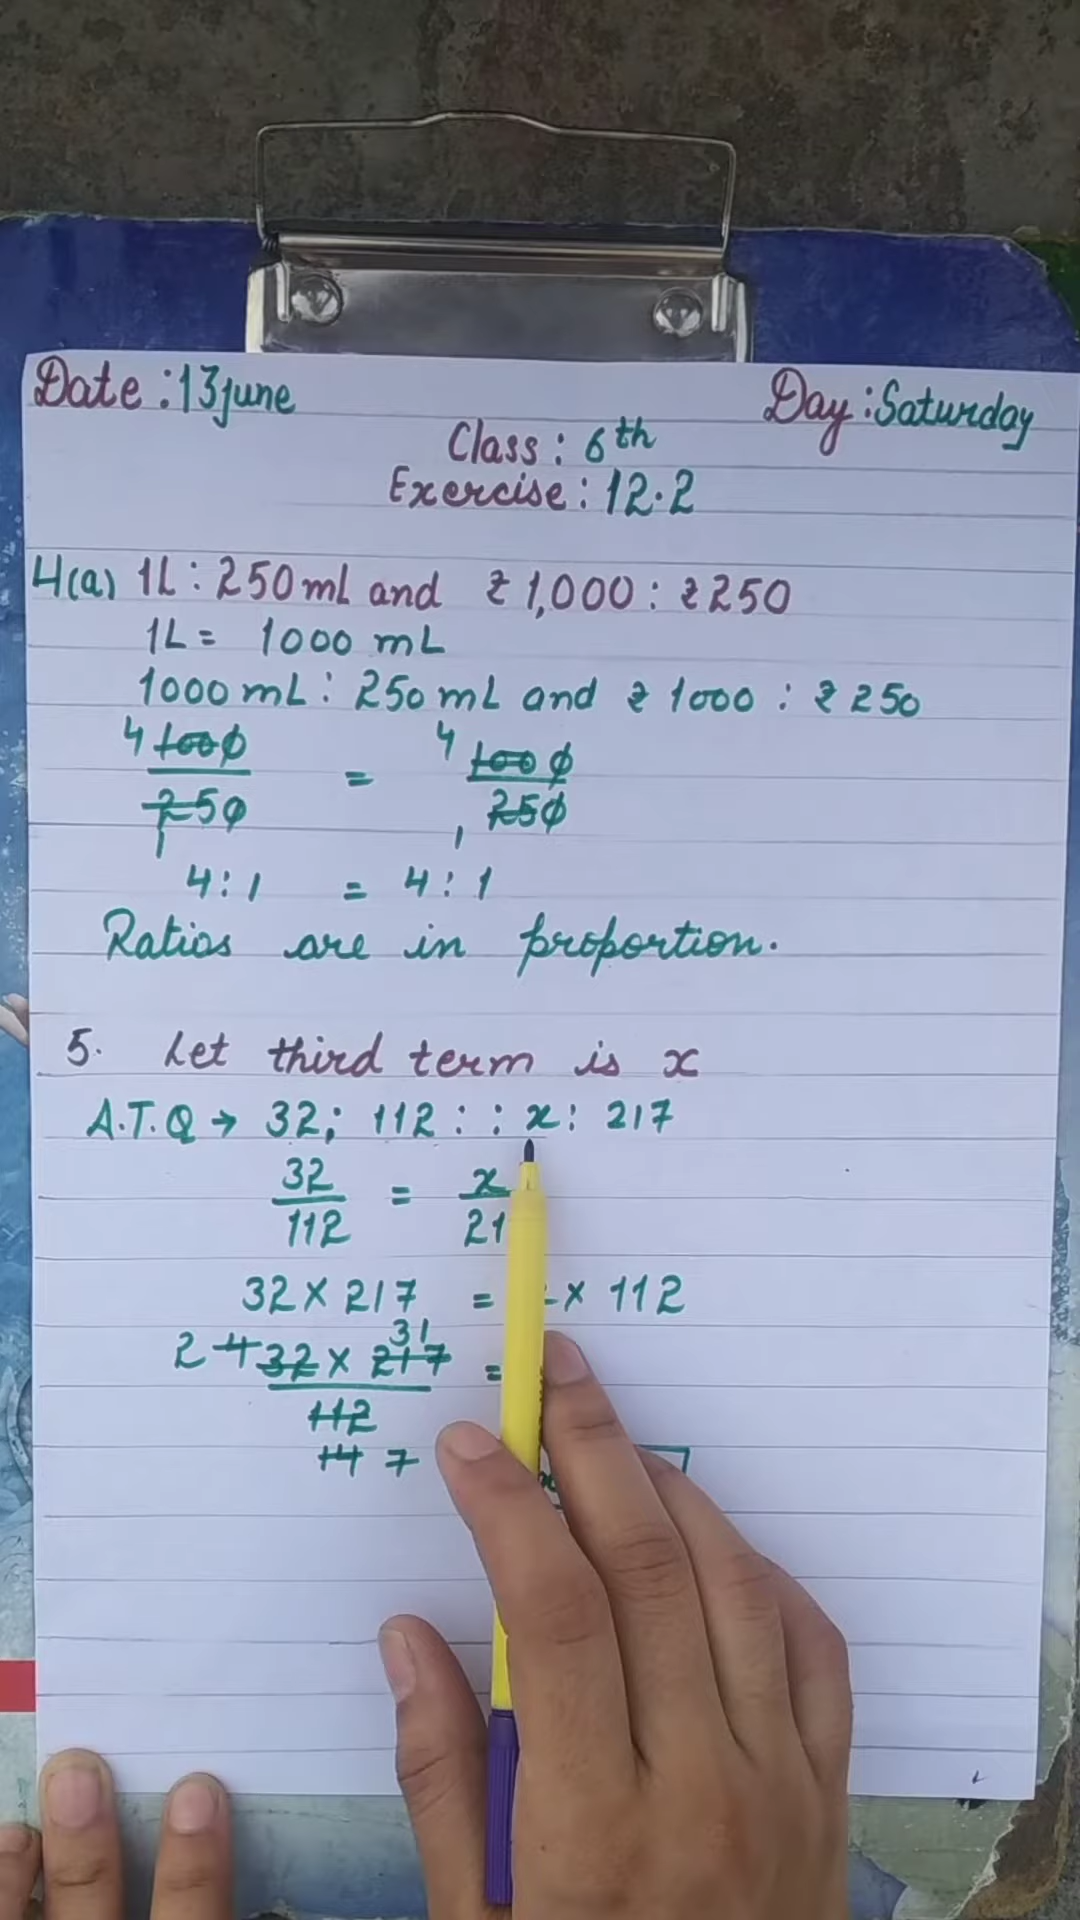 Date : 13 june Day : Saturday
Class : 6th
Exercise : 12.2
4(a) 1L : 250 mL and ₹ 1,000 : ₹ 250
1L = 1000 mL
1000 mL : 250 mL and ₹ 1000 : ₹ 250
4 1000 = 4 1000
250 250
1 1
4 : 1 = 4 : 1
Ratios are in proportion.
5. Let third term is x
A.T.Q → 32 : 112 : : x : 217
32 = x
112 21
32 × 217 = × 112
31
2 4 32 × 217 =
112
14 7